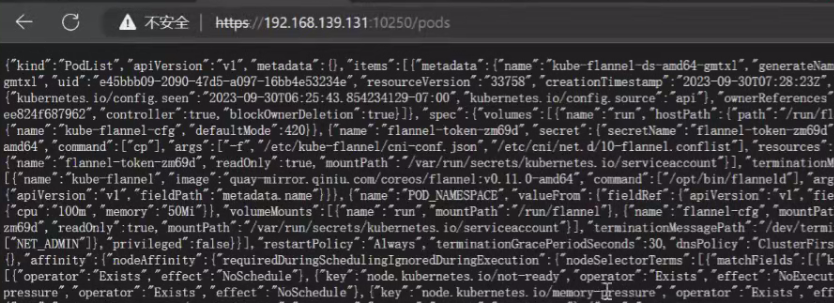 不安全 https://192.168.139.131:10250/pods
{"kind":"PodList","apiVersion":"v1","metadata":{},"items":[{"metadata":{"name":"kube-flannel-ds-amd64-gmtxl","generateNam
gmtxl","uid":"e45bbb09-2090-47d5-a097-16bb4e53234e","resourceVersion":"33758","creationTimestamp":"2023-09-30T07:28:23Z",
{"kubernetes.io/config.seen":"2023-09-30T06:25:43.854234129-07:00","kubernetes.io/config.source":"api"},"ownerReferences
ee824f687962","controller":true,"blockOwnerDeletion":true}]},"spec":{"volumes":[{"name":"run","hostPath":{"path":"/run/fl
{"name":"kube-flannel-cfg","defaultMode":420}},{"name":"flannel-token-zm69d","secret":{"secretName":"flannel-token-zm69d
amd64","command":["cp"],"args":["-f","/etc/kube-flannel/cni-conf.json","/etc/cni/net.d/10-flannel.conflist"],"resources":
{"name":"flannel-token-zm69d","readOnly":true,"mountPath":"/var/run/secrets/kubernetes.io/serviceaccount"}],"terminationM
[{"name":"kube-flannel","image":"quay-mirror.qiniu.com/coreos/flannel:v0.11.0-amd64","command":["/opt/bin/flanneld"],"arg
{"apiVersion":"v1","fieldPath":"metadata.name"}}},{"name":"POD_NAMESPACE","valueFrom":{"fieldRef":{"apiVersion":"v1","fie
{"cpu":"100m","memory":"50Mi"}},"volumeMounts":[{"name":"run","mountPath":"/run/flannel"},{"name":"flannel-cfg","mountPat
zm69d","readOnly":true,"mountPath":"/var/run/secrets/kubernetes.io/serviceaccount"}],"terminationMessagePath":"/dev/termi
["NET_ADMIN"]},"privileged":false}}],"restartPolicy":"Always","terminationGracePeriodSeconds":30,"dnsPolicy":"ClusterFirs
{},"affinity":{"nodeAffinity":{"requiredDuringSchedulingIgnoredDuringExecution":{"nodeSelectorTerms":[{"matchFields":[{"k
[{"operator":"Exists","effect":"NoSchedule"},{"key":"node.kubernetes.io/not-ready","operator":"Exists","effect":"NoExecut
pressure","operator":"Exists","effect":"NoSchedule"},{"key":"node.kubernetes.io/memory-pressure","operator":"Exists","eff